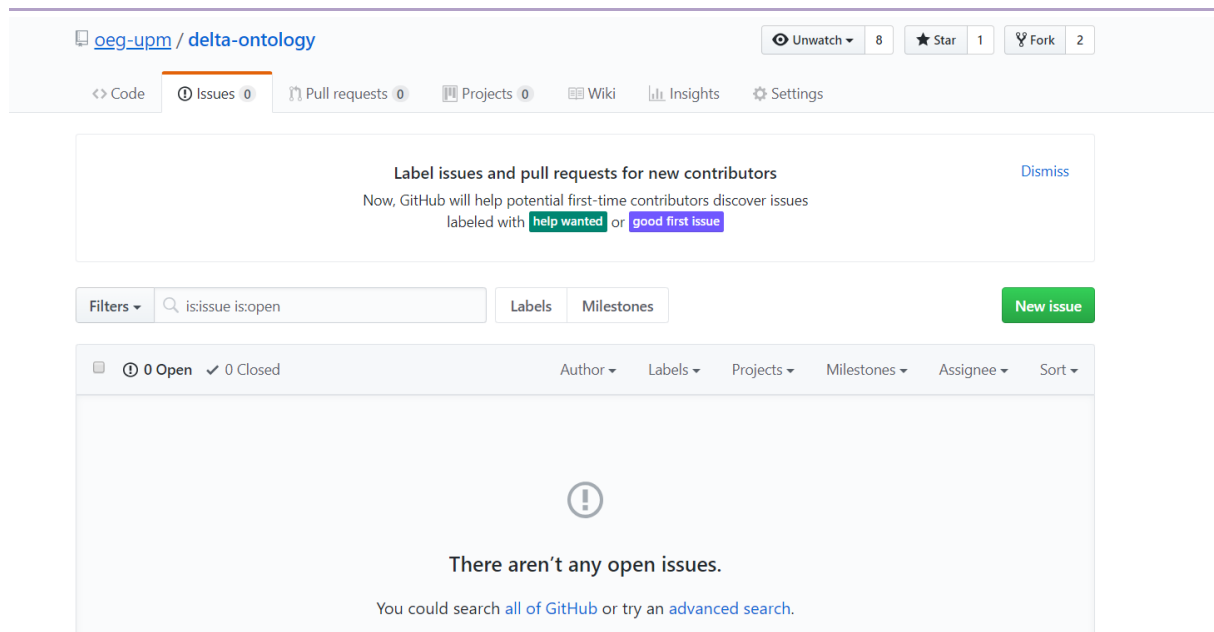 oeg-upm / delta-ontology
Unwatch 8 Star 1 Fork 2
Code Issues 0 Pull requests 0 Projects 0 Wiki Insights Settings
Label issues and pull requests for new contributors
Dismiss
Now, GitHub will help potential first-time contributors discover issues
labeled with help wanted or good first issue
Filters is:issue is:open Labels Milestones New issue
0 Open 0 Closed Author Labels Projects Milestones Assignee Sort
There aren't any open issues.
You could search all of GitHub or try an advanced search.